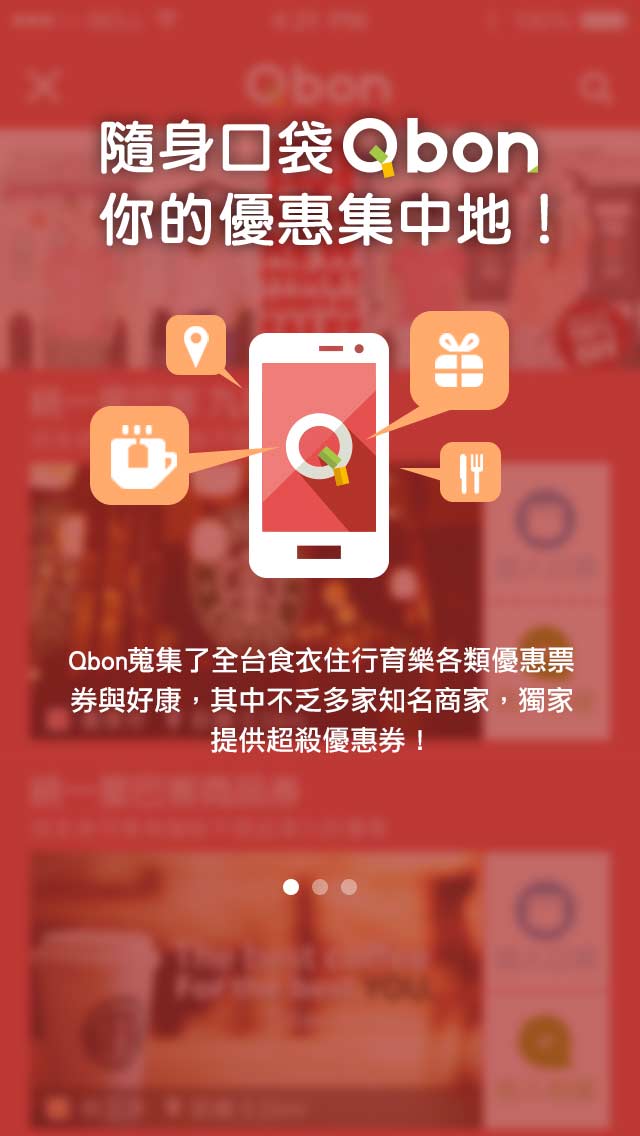 Qbon
隨身口袋Qbon
你的優惠集中地！
Qbon蒐集了全台食衣住行育樂各類優惠票
券與好康，其中不乏多家知名商家，獨家
提供超殺優惠券！